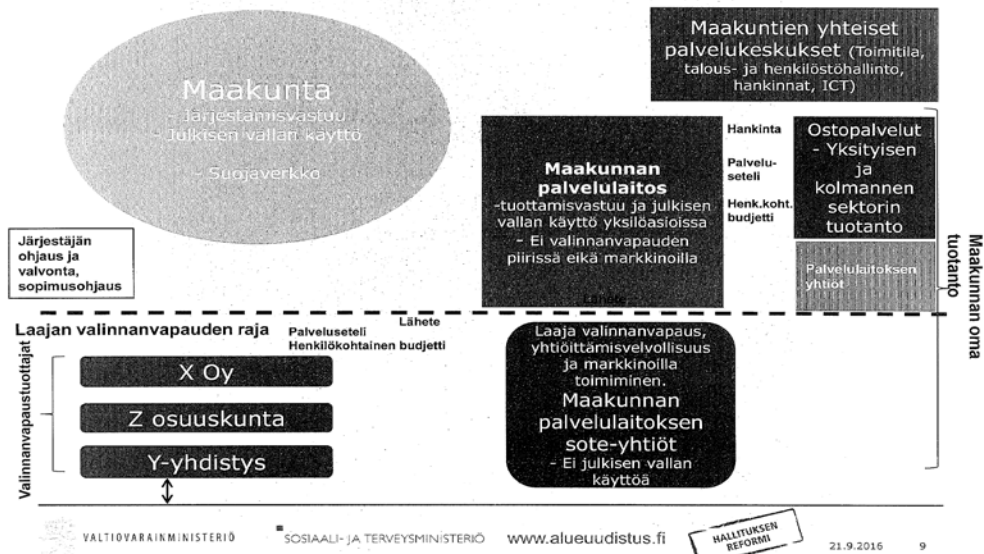 Maakuntien yhteiset
palvelukeskukset (Toimitila,
talous- ja henkilöstöhallinto,
hankinnat, ICT)
Maakunta
- Järjestämisvastuu
- Julkisen vallan käyttö
- Suojaverkko
Maakunnan
palvelulaitos
-tuottamisvastuu ja julkisen
vallan käyttö yksilöasioissa
- Ei valinnanvapauden
piirissä eikä markkinoilla
Lähete
Hankinta
Palvelu-
seteli
Henk.koht.
budjetti
Ostopalvelut
- Yksityisen
ja
kolmannen
sektorin
tuotanto
Palvelulaitoksen
yhtiöt
Maakunnan oma
tuotanto
Järjestäjän
ohjaus ja
valvonta,
sopimusohjaus
Laajan valinnanvapauden raja
Lähete
Palveluseteli
Henkilökohtainen budjetti
Valinnanvapaustuottajat
X Oy
Z osuuskunta
Y-yhdistys
Laaja valinnanvapaus,
yhtiöittämisvelvollisuus
ja markkinoilla
toimiminen.
Maakunnan
palvelulaitoksen
sote-yhtiöt
- Ei julkisen vallan
käyttöä
VALTIOVARAINMINISTERIÖ
SOSIAALI- JA TERVEYSMINISTERIÖ
www.alueuudistus.fi
HALLITUKSEN
REFORMI
21.9.2016
9